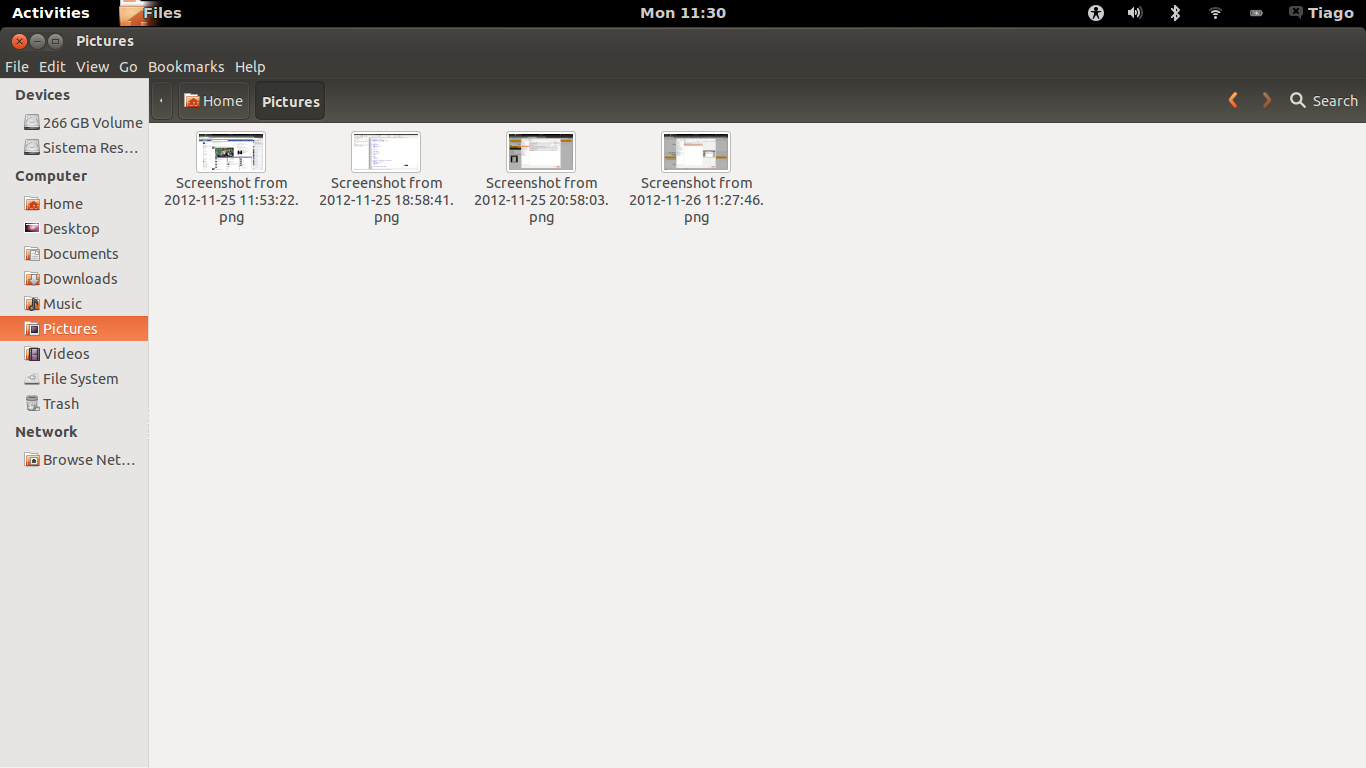 Activities Files Mon 11:30 Tiago
Pictures
File Edit View Go Bookmarks Help
Devices
266 GB Volume
Sistema Res...
Computer
Home
Desktop
Documents
Downloads
Music
Pictures
Videos
File System
Trash
Network
Browse Net...
Home Pictures Search
Screenshot from
2012-11-25 11:53:22.
png
Screenshot from
2012-11-25 18:58:41.
png
Screenshot from
2012-11-25 20:58:03.
png
Screenshot from
2012-11-26 11:27:46.
png